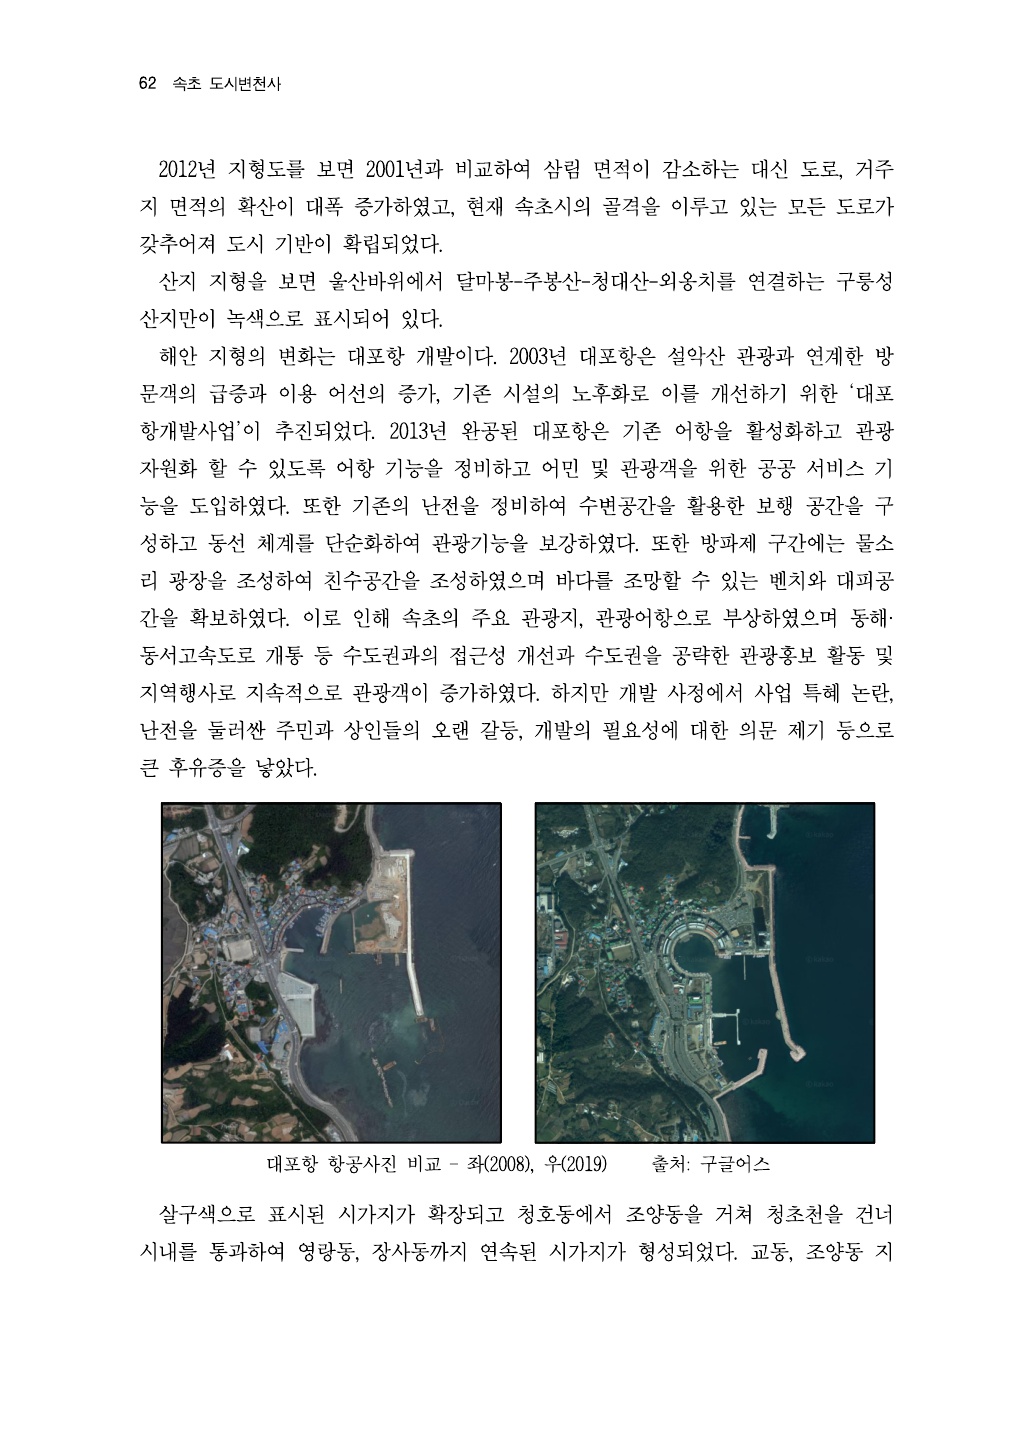 62 속초 도시변천사
2012년 지형도를 보면 2001년과 비교하여 삼림 면적이 감소하는 대신 도로, 거주
지 면적의 확산이 대폭 증가하였고, 현재 속초시의 골격을 이루고 있는 모든 도로가
갖추어져 도시 기반이 확립되었다.
산지 지형을 보면 울산바위에서 달마봉-주봉산-청대산-외옹치를 연결하는 구릉성
산지만이 녹색으로 표시되어 있다.
해안 지형의 변화는 대포항 개발이다. 2003년 대포항은 설악산 관광과 연계한 방
문객의 급증과 이용 어선의 증가, 기존 시설의 노후화로 이를 개선하기 위한 ‘대포
항개발사업’이 추진되었다. 2013년 완공된 대포항은 기존 어항을 활성화하고 관광
자원화 할 수 있도록 어항 기능을 정비하고 어민 및 관광객을 위한 공공 서비스 기
능을 도입하였다. 또한 기존의 난전을 정비하여 수변공간을 활용한 보행 공간을 구
성하고 동선 체계를 단순화하여 관광기능을 보강하였다. 또한 방파제 구간에는 물소
리 광장을 조성하여 친수공간을 조성하였으며 바다를 조망할 수 있는 벤치와 대피공
간을 확보하였다. 이로 인해 속초의 주요 관광지, 관광어항으로 부상하였으며 동해·
동서고속도로 개통 등 수도권과의 접근성 개선과 수도권을 공략한 관광홍보 활동 및
지역행사로 지속적으로 관광객이 증가하였다. 하지만 개발 사정에서 사업 특혜 논란,
난전을 둘러싼 주민과 상인들의 오랜 갈등, 개발의 필요성에 대한 의문 제기 등으로
큰 후유증을 낳았다.
대포항 항공사진 비교 - 좌(2008), 우(2019) 출처: 구글어스
살구색으로 표시된 시가지가 확장되고 청호동에서 조양동을 거쳐 청초천을 건너
시내를 통과하여 영랑동, 장사동까지 연속된 시가지가 형성되었다. 교동, 조양동 지